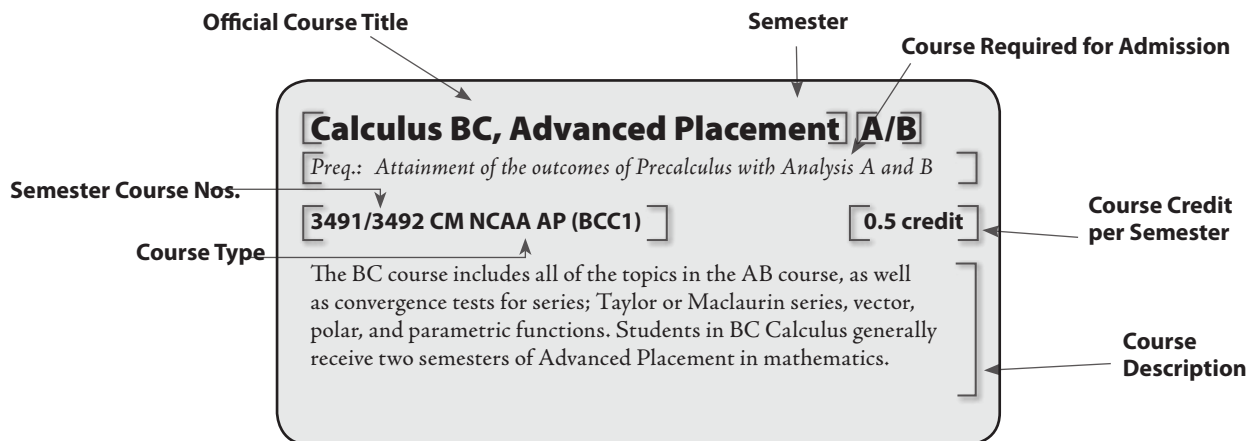 Official Course Title
Semester
Course Required for Admission
Calculus BC, Advanced Placement A/B
Preq.: Attainment of the outcomes of Precalculus with Analysis A and B
Semester Course Nos.
3491/3492 CM NCAA AP (BCC1)
0.5 credit
Course Credit
per Semester
Course Type
The BC course includes all of the topics in the AB course, as well
as convergence tests for series; Taylor or Maclaurin series, vector,
polar, and parametric functions. Students in BC Calculus generally
receive two semesters of Advanced Placement in mathematics.
Course
Description